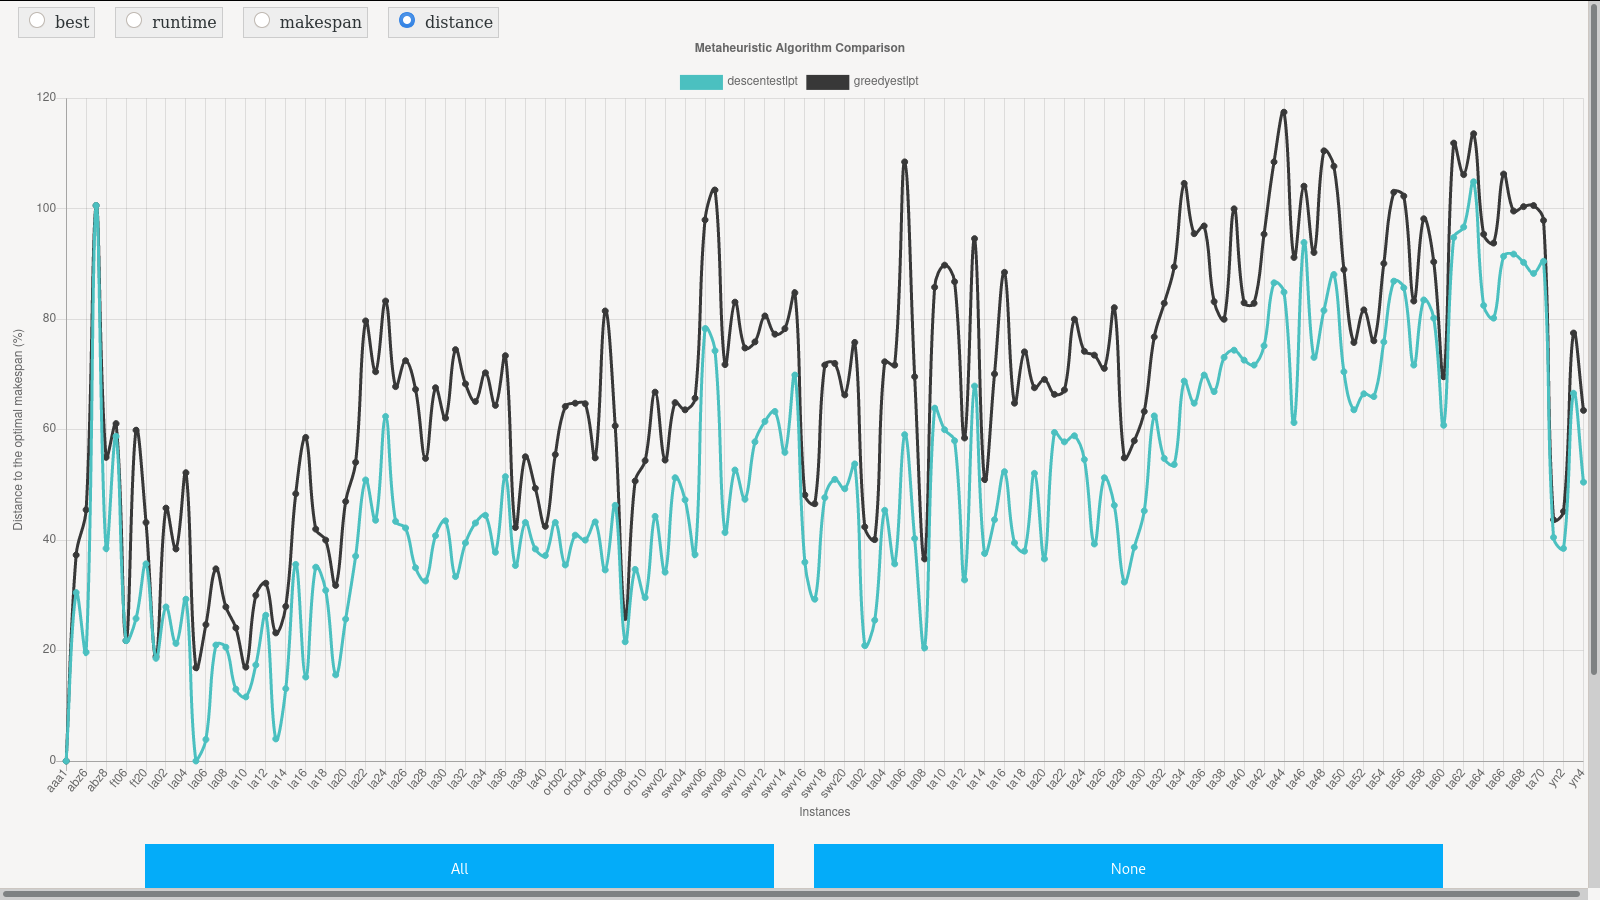 best runtime makespan distance
Metaheuristic Algorithm Comparison
descentestlpt greedyestlpt
120
100
80
60
40
20
0
Distance to the optimal makespan (%)
aaa1 abz6 abz8 ft06 ft20 la02 la04 la06 la08 la10 la12 la14 la16 la18 la20 la22 la24 la26 la28 la30 la32 la34 la36 la38 la40 orb02 orb04 orb06 orb08 orb10 swv02 swv04 swv06 swv08 swv10 swv12 swv14 swv16 swv18 swv20 ta02 ta04 ta06 ta08 ta10 ta12 ta14 ta16 ta18 ta20 ta22 ta24 ta26 ta28 ta30 ta32 ta34 ta36 ta38 ta40 ta42 ta44 ta46 ta48 ta50 ta52 ta54 ta56 ta58 ta60 ta62 ta64 ta66 ta68 ta70 yn2 yn4
Instances
All None